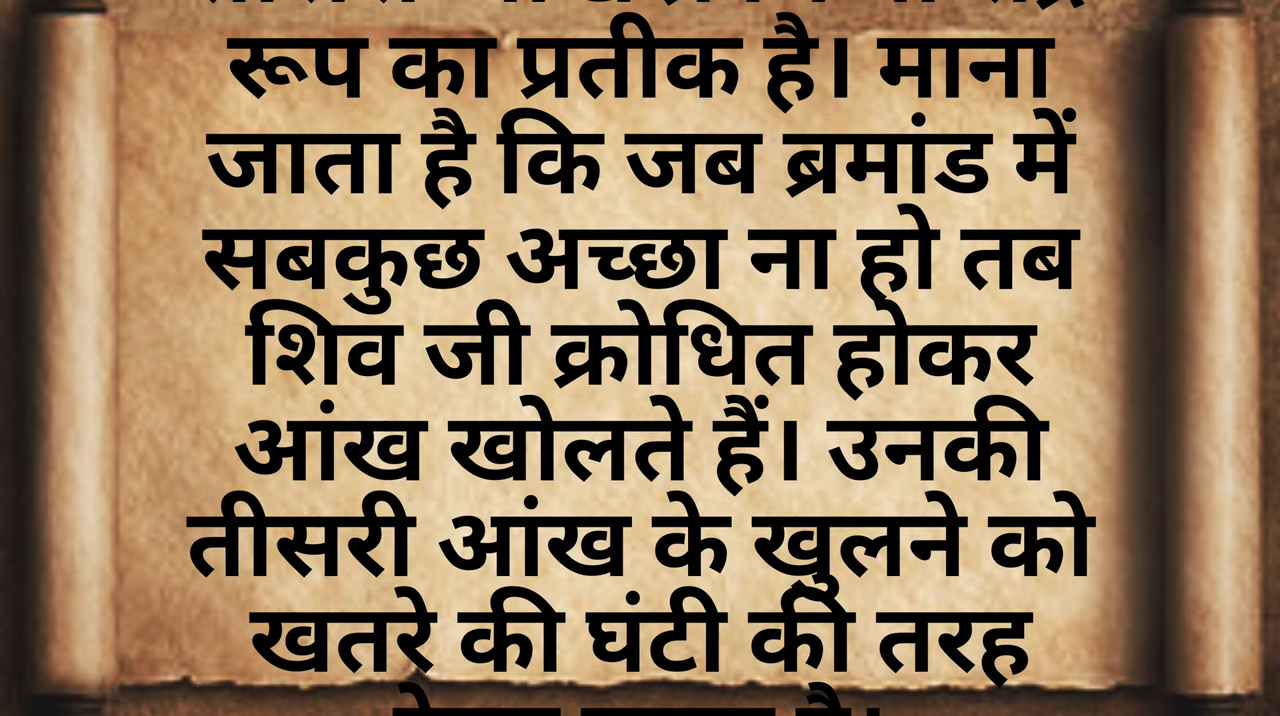 रूप का प्रतीक है। माना
जाता है कि जब ब्रमांड में
सबकुछ अच्छा ना हो तब
शिव जी क्रोधित होकर
आंख खोलते हैं। उनकी
तीसरी आंख के खुलने को
खतरे की घंटी की तरह
है।